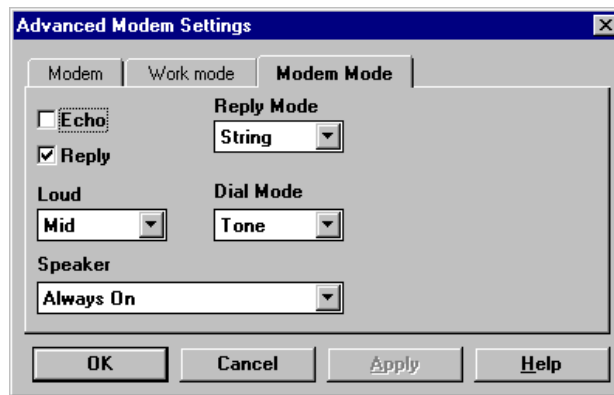 Advanced Modem Settings
Modem Work mode Modem Mode
Echo
Reply
Reply Mode
String
Loud
Mid
Dial Mode
Tone
Speaker
Always On
OK Cancel Apply Help